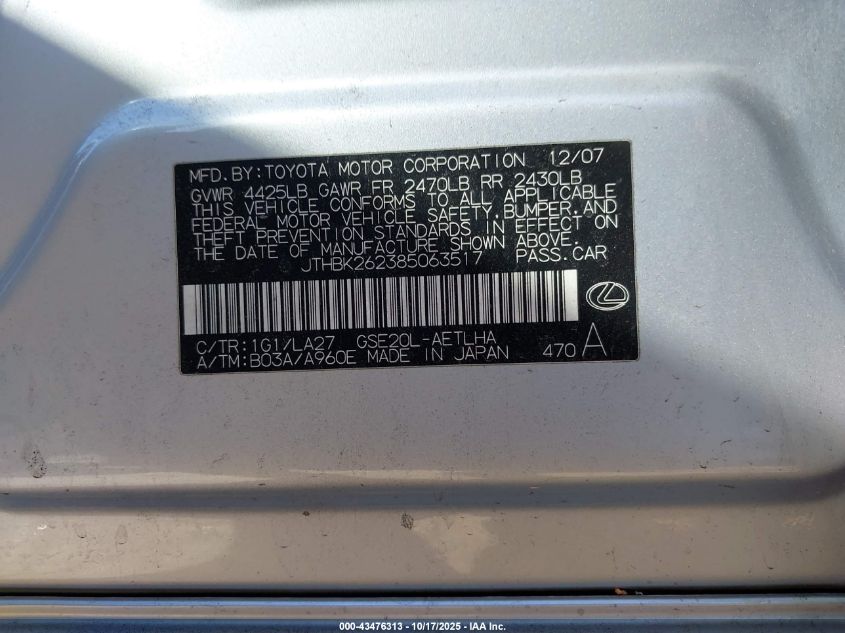 MFD. BY: TOYOTA MOTOR CORPORATION 12/07
GVWR 4425LB GAWR FR 2470LB RR 2430LB
THIS VEHICLE CONFORMS TO ALL APPLICABLE
FEDERAL MOTOR VEHICLE SAFETY, BUMPER, AND
THEFT PREVENTION STANDARDS IN EFFECT ON
THE DATE OF MANUFACTURE SHOWN ABOVE.
JTHBK262385063517 PASS. CAR
C/TR: 1G1/LA27 GSE20L-AETLHA
A/TM: B03A/A960E MADE IN JAPAN 470 A
000-43476313 - 10/17/2025 - IAA Inc.